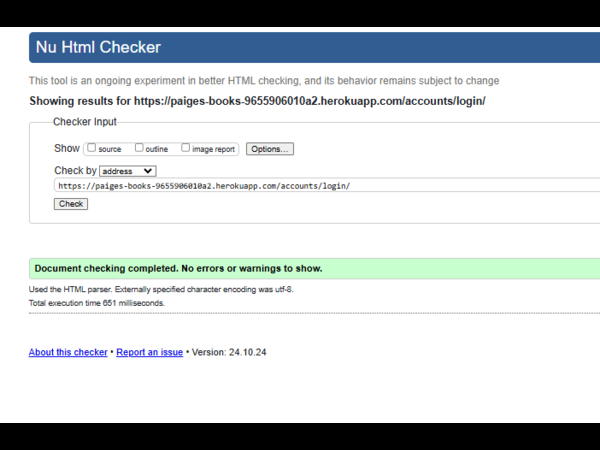 Nu Html Checker
This tool is an ongoing experiment in better HTML checking, and its behavior remains subject to change
Showing results for https://paiges-books-9655906010a2.herokuapp.com/accounts/login/
Checker Input
Show source outline image report Options...
Check by address
https://paiges-books-9655906010a2.herokuapp.com/accounts/login/
Check
Document checking completed. No errors or warnings to show.
Used the HTML parser. Externally specified character encoding was utf-8.
Total execution time 651 milliseconds.
About this checker • Report an issue • Version: 24.10.24